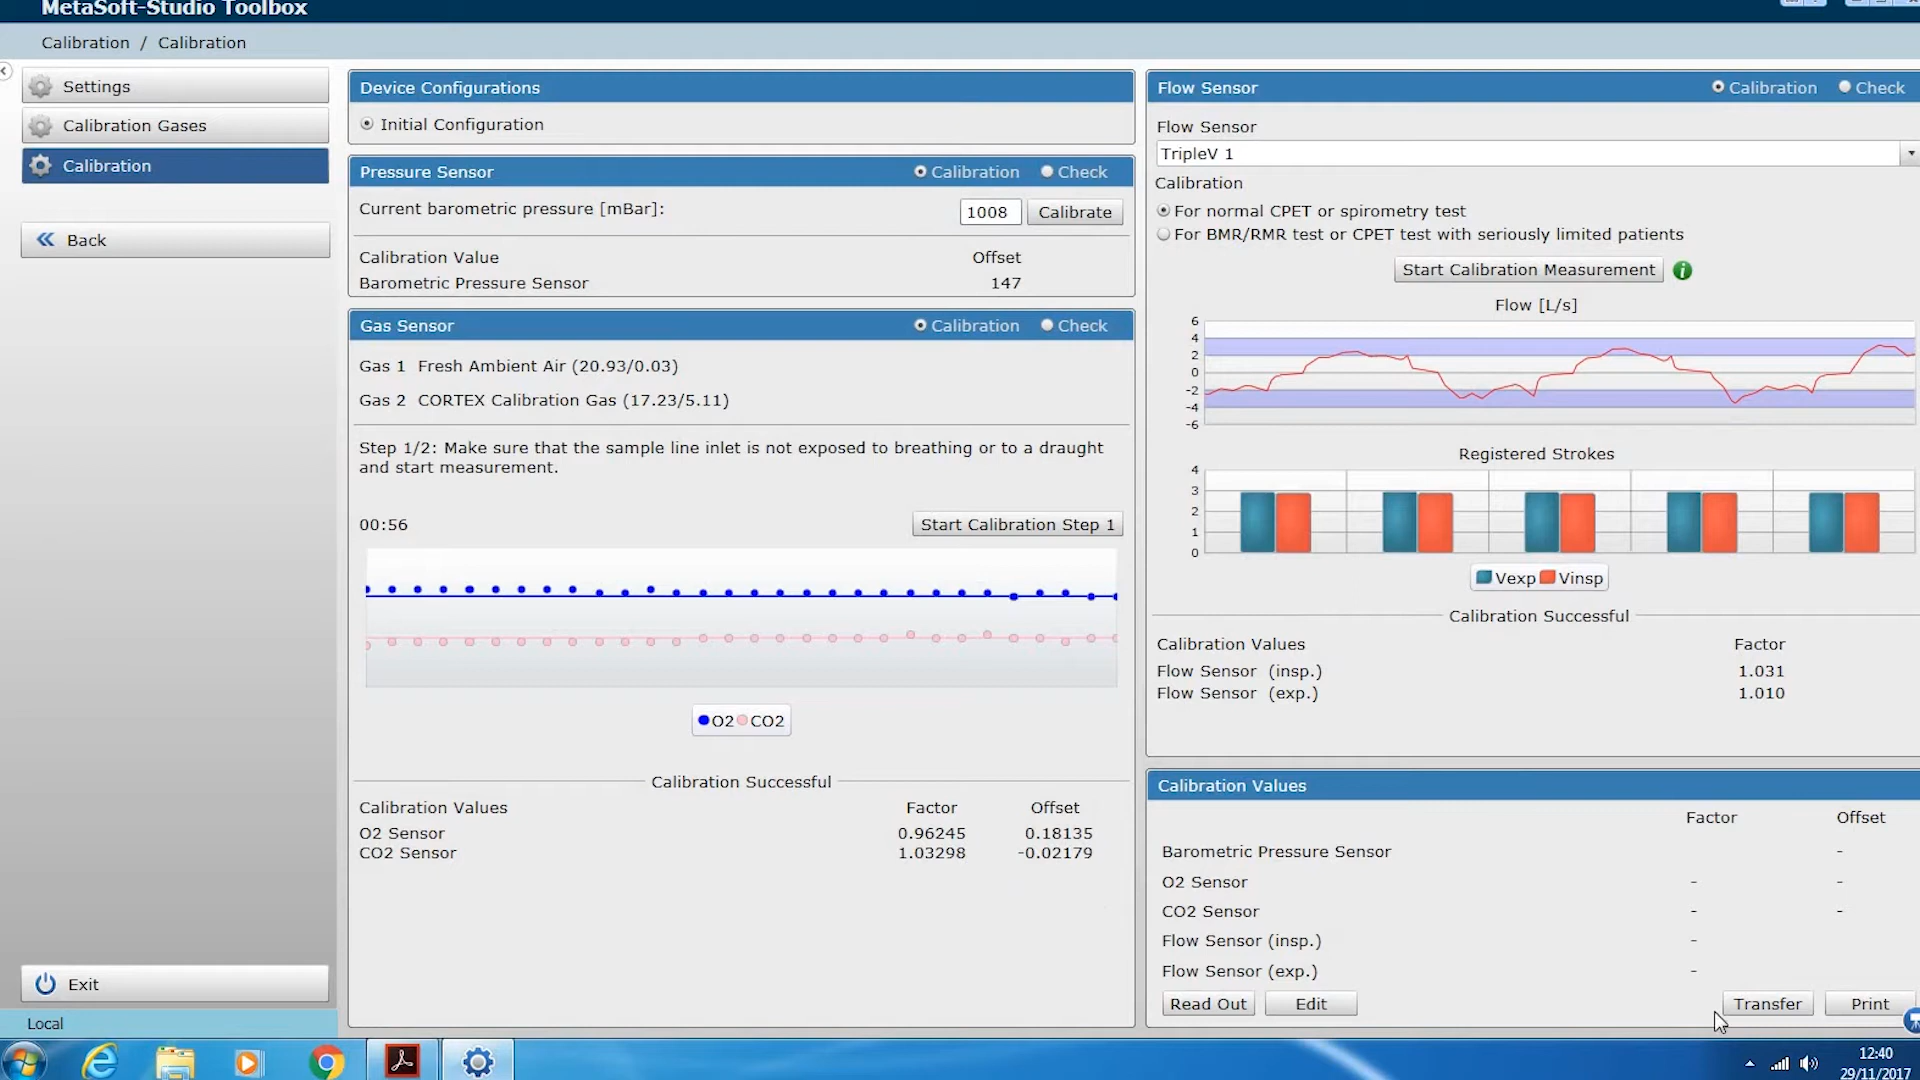 MetaSoft-Studio Toolbox
Calibration / Calibration
Settings
Calibration Gases
Calibration
Back
Exit
Local
Device Configurations
Initial Configuration
Pressure Sensor Calibration Check
Current barometric pressure [mBar]: 1008 Calibrate
Calibration Value Offset
Barometric Pressure Sensor 147
Gas Sensor Calibration Check
Gas 1 Fresh Ambient Air (20.93/0.03)
Gas 2 CORTEX Calibration Gas (17.23/5.11)
Step 1/2: Make sure that the sample line inlet is not exposed to breathing or to a draught
and start measurement.
00:56 Start Calibration Step 1
O2 CO2
Calibration Successful
Calibration Values Factor Offset
O2 Sensor 0.96245 0.18135
CO2 Sensor 1.03298 -0.02179
Flow Sensor Calibration Check
Flow Sensor
TripleV 1
Calibration
For normal CPET or spirometry test
For BMR/RMR test or CPET test with seriously limited patients
Start Calibration Measurement i
Flow [L/s]
6
4
2
0
-2
-4
-6
Registered Strokes
4
3
2
1
0
Vexp Vinsp
Calibration Successful
Calibration Values Factor
Flow Sensor (insp.) 1.031
Flow Sensor (exp.) 1.010
Calibration Values
Factor Offset
Barometric Pressure Sensor -
O2 Sensor - -
CO2 Sensor - -
Flow Sensor (insp.) -
Flow Sensor (exp.) -
Read Out Edit Transfer Print
12:40
29/11/2017